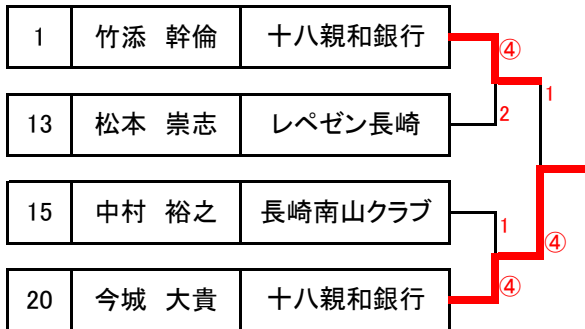 1 竹添 幹倫 十八親和銀行
④
1
13 松本 崇志 レペゼン長崎
2
15 中村 裕之 長崎南山クラブ
1
④
20 今城 大貴 十八親和銀行
④